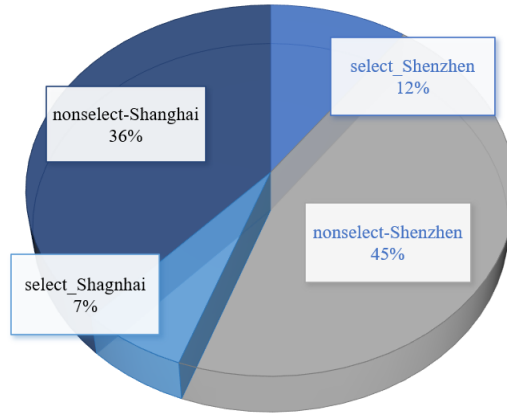 select_Shenzhen
12%
nonselect-Shanghai
36%
nonselect-Shenzhen
45%
select_Shagnhai
7%